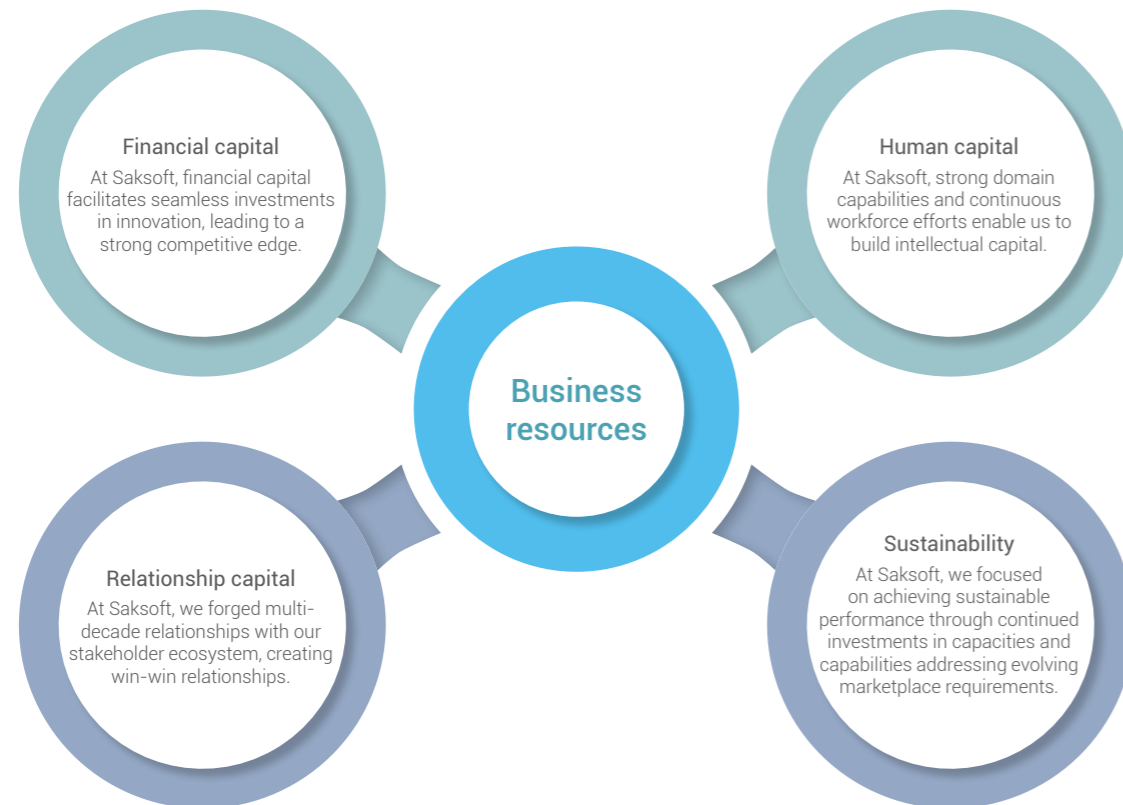 Financial capital
At Saksoft, financial capital
facilitates seamless investments
in innovation, leading to a
strong competitive edge.
Human capital
At Saksoft, strong domain
capabilities and continuous
workforce efforts enable us to
build intellectual capital.
Business
resources
Relationship capital
At Saksoft, we forged multi-
decade relationships with our
stakeholder ecosystem, creating
win-win relationships.
Sustainability
At Saksoft, we focused
on achieving sustainable
performance through continued
investments in capacities and
capabilities addressing evolving
marketplace requirements.